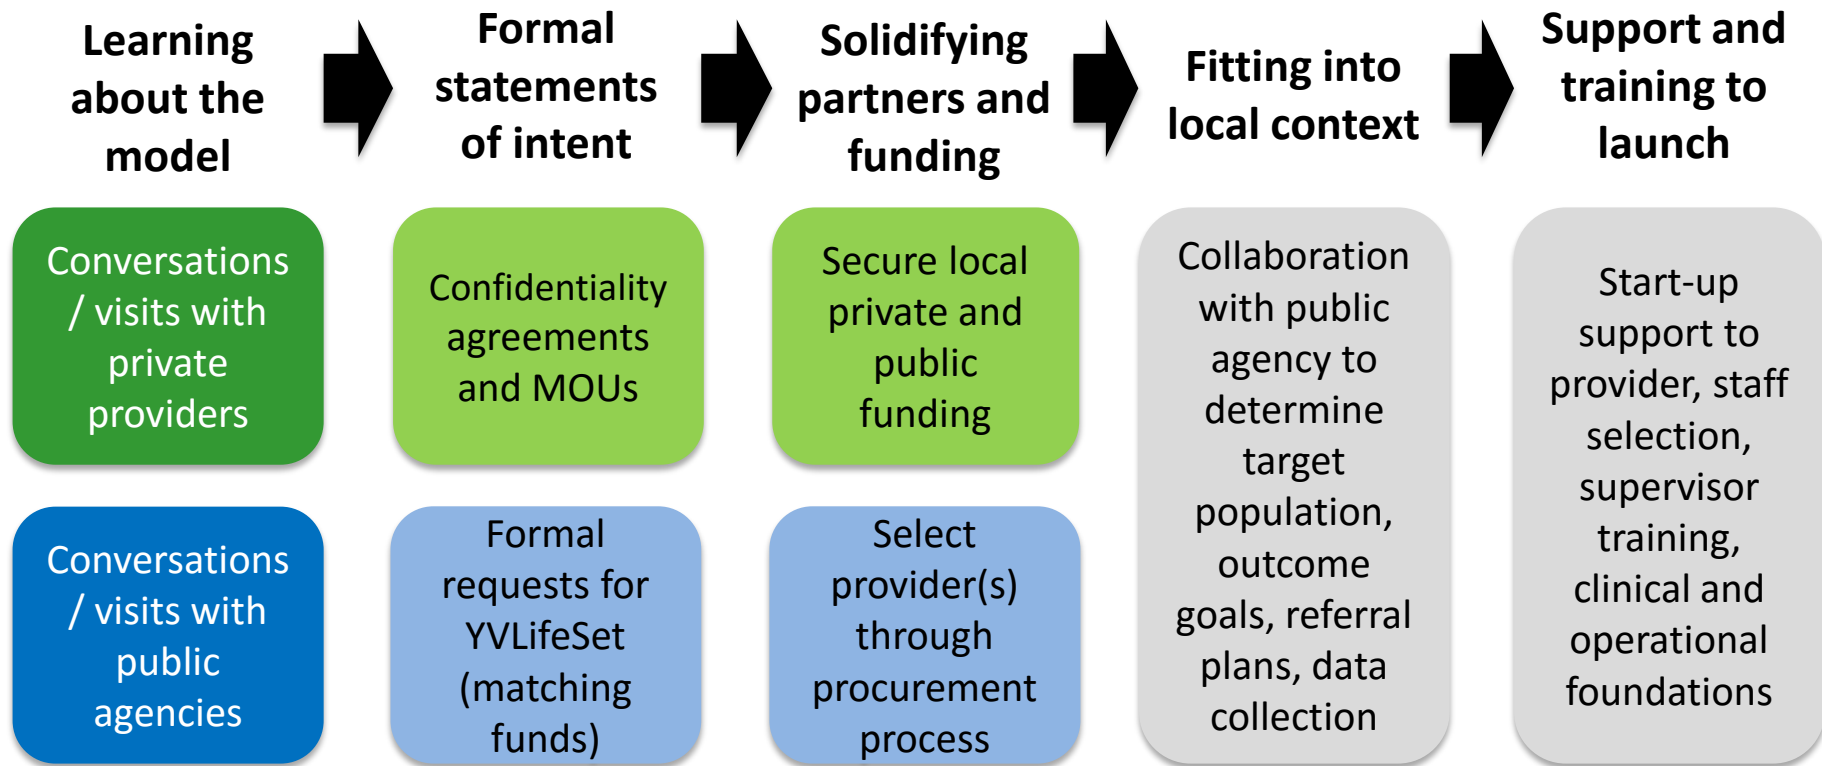 Learning
about the
model
Formal
statements
of intent
Solidifying
partners and
funding
Fitting into
local context
Support and
training to
launch
Conversations
/ visits with
private
providers
Confidentiality
agreements
and MOUs
Secure local
private and
public
funding
Collaboration
with public
agency to
determine
target
population,
outcome
goals, referral
plans, data
collection
Start-up
support to
provider, staff
selection,
supervisor
training,
clinical and
operational
foundations
Conversations
/ visits with
public
agencies
Formal
requests for
YVLifeSet
(matching
funds)
Select
provider(s)
through
procurement
process